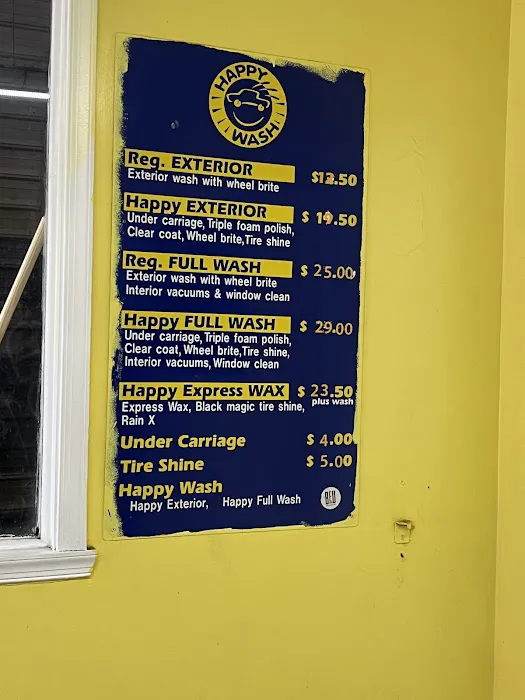 HAPPY
WASH
Reg. EXTERIOR
Exterior wash with wheel brite
$12.50
Happy EXTERIOR
$ 19.50
Under carriage, Triple foam polish,
Clear coat, Wheel brite, Tire shine
Reg. FULL WASH
$ 25.00
Exterior wash with wheel brite
Interior vacuums & window clean
Happy FULL WASH
$ 29.00
Under carriage, Triple foam polish,
Clear coat, Wheel brite, Tire shine,
Interior vacuums, Window clean
Happy Express WAX
$ 23.50
plus wash
Express Wax, Black magic tire shine,
Rain X
Under Carriage $ 4.00
Tire Shine $ 5.00
Happy Wash
Happy Exterior, Happy Full Wash